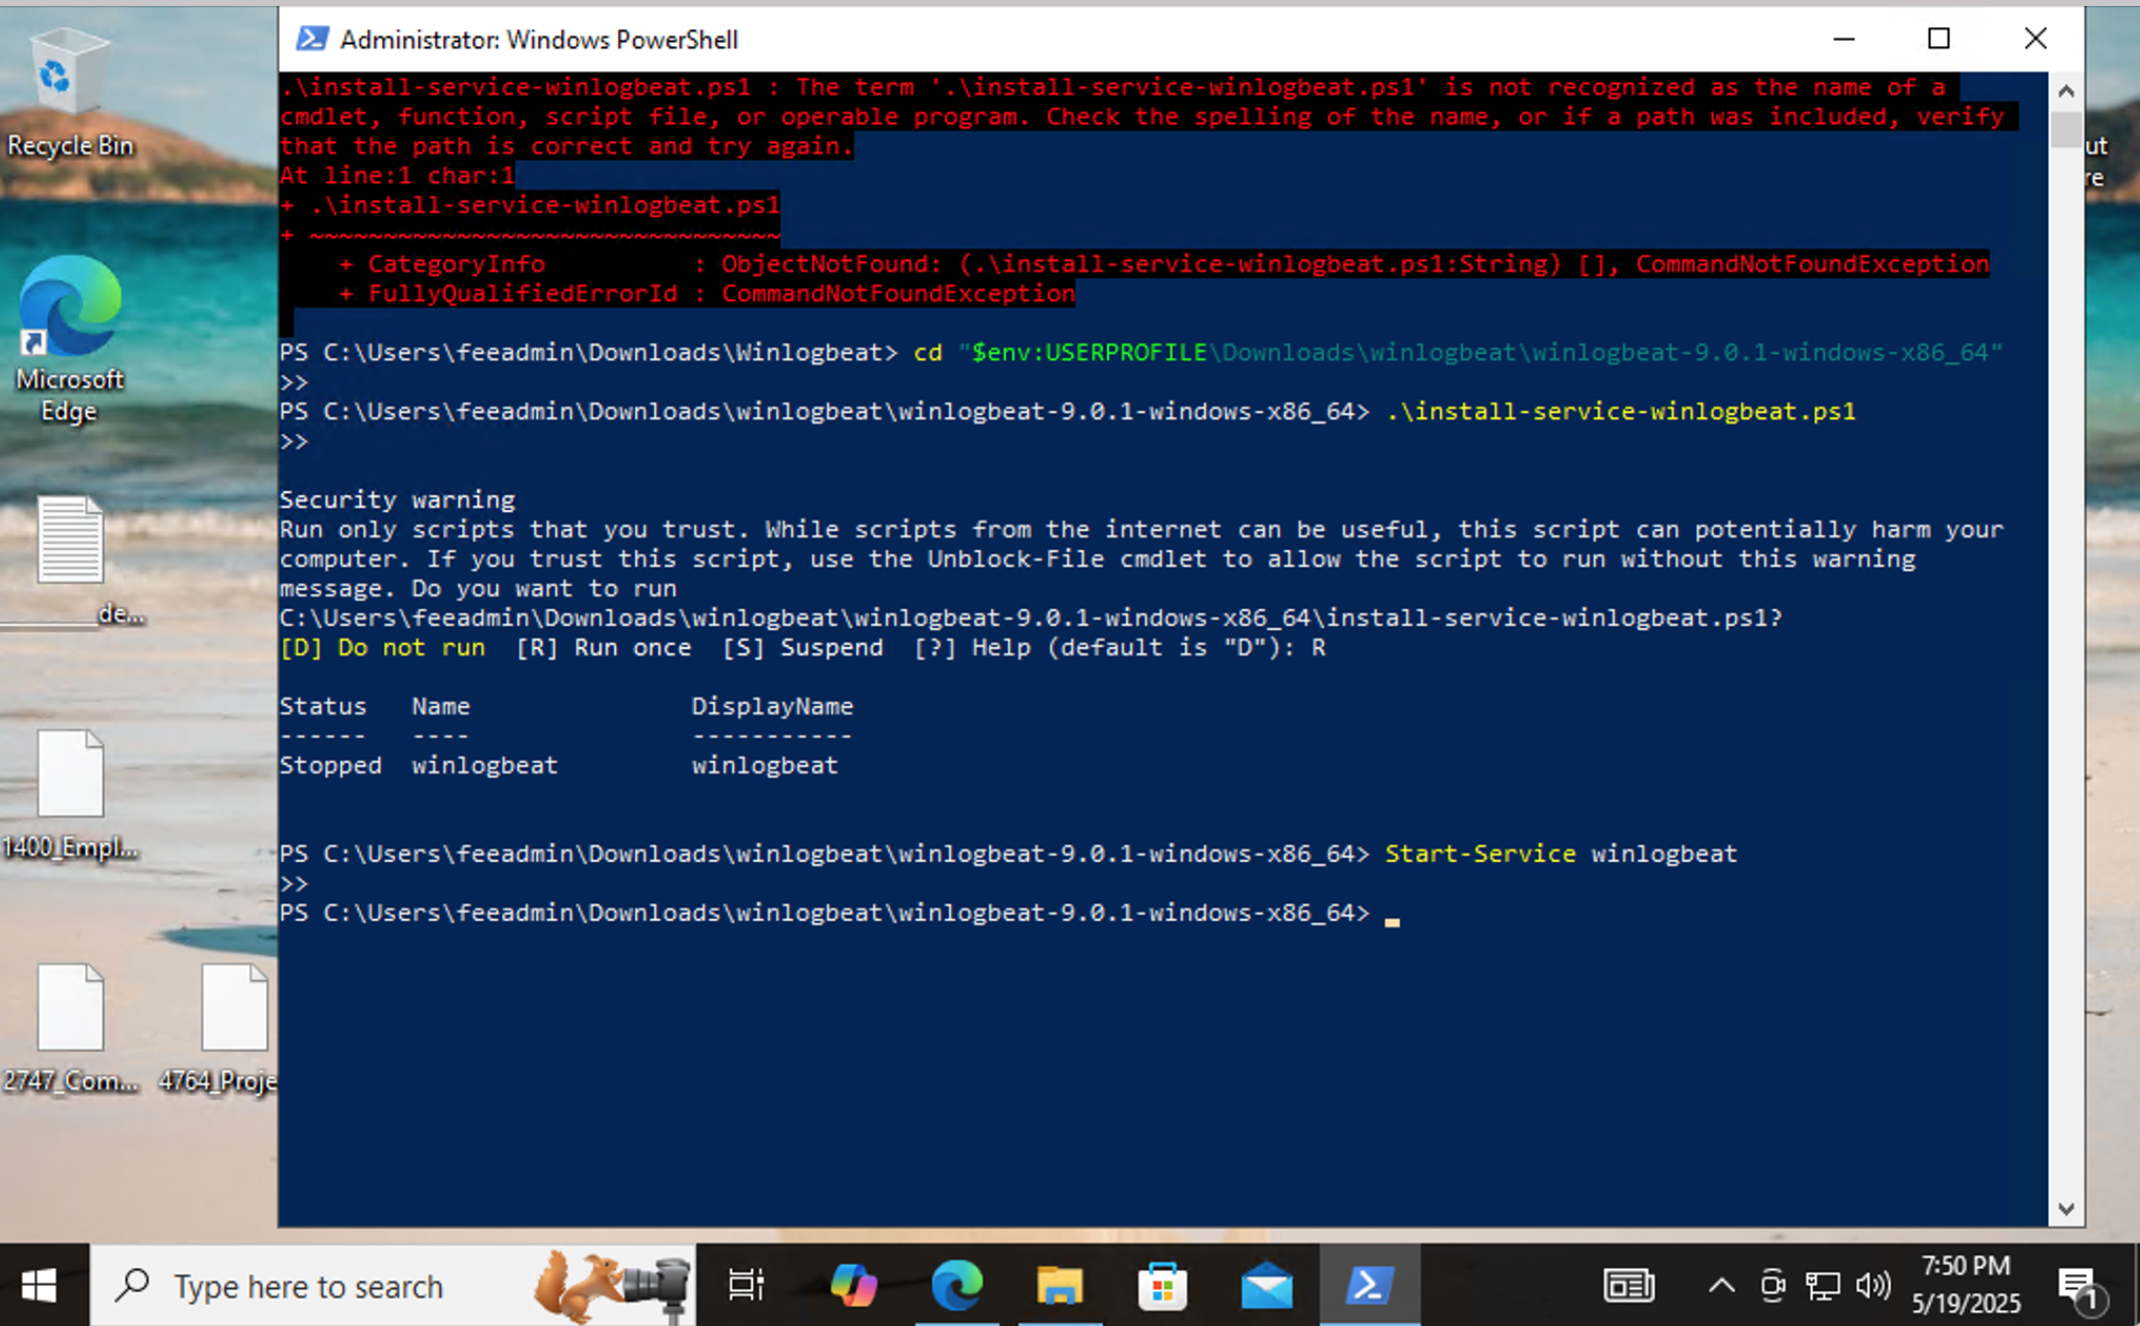 Administrator: Windows PowerShell
.\install-service-winlogbeat.ps1 : The term '.\install-service-winlogbeat.ps1' is not recognized as the name of a
cmdlet, function, script file, or operable program. Check the spelling of the name, or if a path was included, verify
that the path is correct and try again.
At line:1 char:1
+ .\install-service-winlogbeat.ps1
+ ~~~~~~~~~~~~~~~~~~~~~~~~~~~~~~~~
    + CategoryInfo          : ObjectNotFound: (.\install-service-winlogbeat.ps1:String) [], CommandNotFoundException
    + FullyQualifiedErrorId : CommandNotFoundException
PS C:\Users\feeadmin\Downloads\Winlogbeat> cd "$env:USERPROFILE\Downloads\winlogbeat\winlogbeat-9.0.1-windows-x86_64"
>>
PS C:\Users\feeadmin\Downloads\winlogbeat\winlogbeat-9.0.1-windows-x86_64> .\install-service-winlogbeat.ps1
>>
Security warning
Run only scripts that you trust. While scripts from the internet can be useful, this script can potentially harm your
computer. If you trust this script, use the Unblock-File cmdlet to allow the script to run without this warning
message. Do you want to run
C:\Users\feeadmin\Downloads\winlogbeat\winlogbeat-9.0.1-windows-x86_64\install-service-winlogbeat.ps1?
[D] Do not run  [R] Run once  [S] Suspend  [?] Help (default is "D"): R
Status   Name               DisplayName
------   ----               -----------
Stopped  winlogbeat         winlogbeat
PS C:\Users\feeadmin\Downloads\winlogbeat\winlogbeat-9.0.1-windows-x86_64> Start-Service winlogbeat
>>
PS C:\Users\feeadmin\Downloads\winlogbeat\winlogbeat-9.0.1-windows-x86_64>
Recycle Bin
Microsoft
Edge
de...
1400_Empl...
2747_Com...
4764_Proje
ut
re
Type here to search
7:50 PM
5/19/2025
1